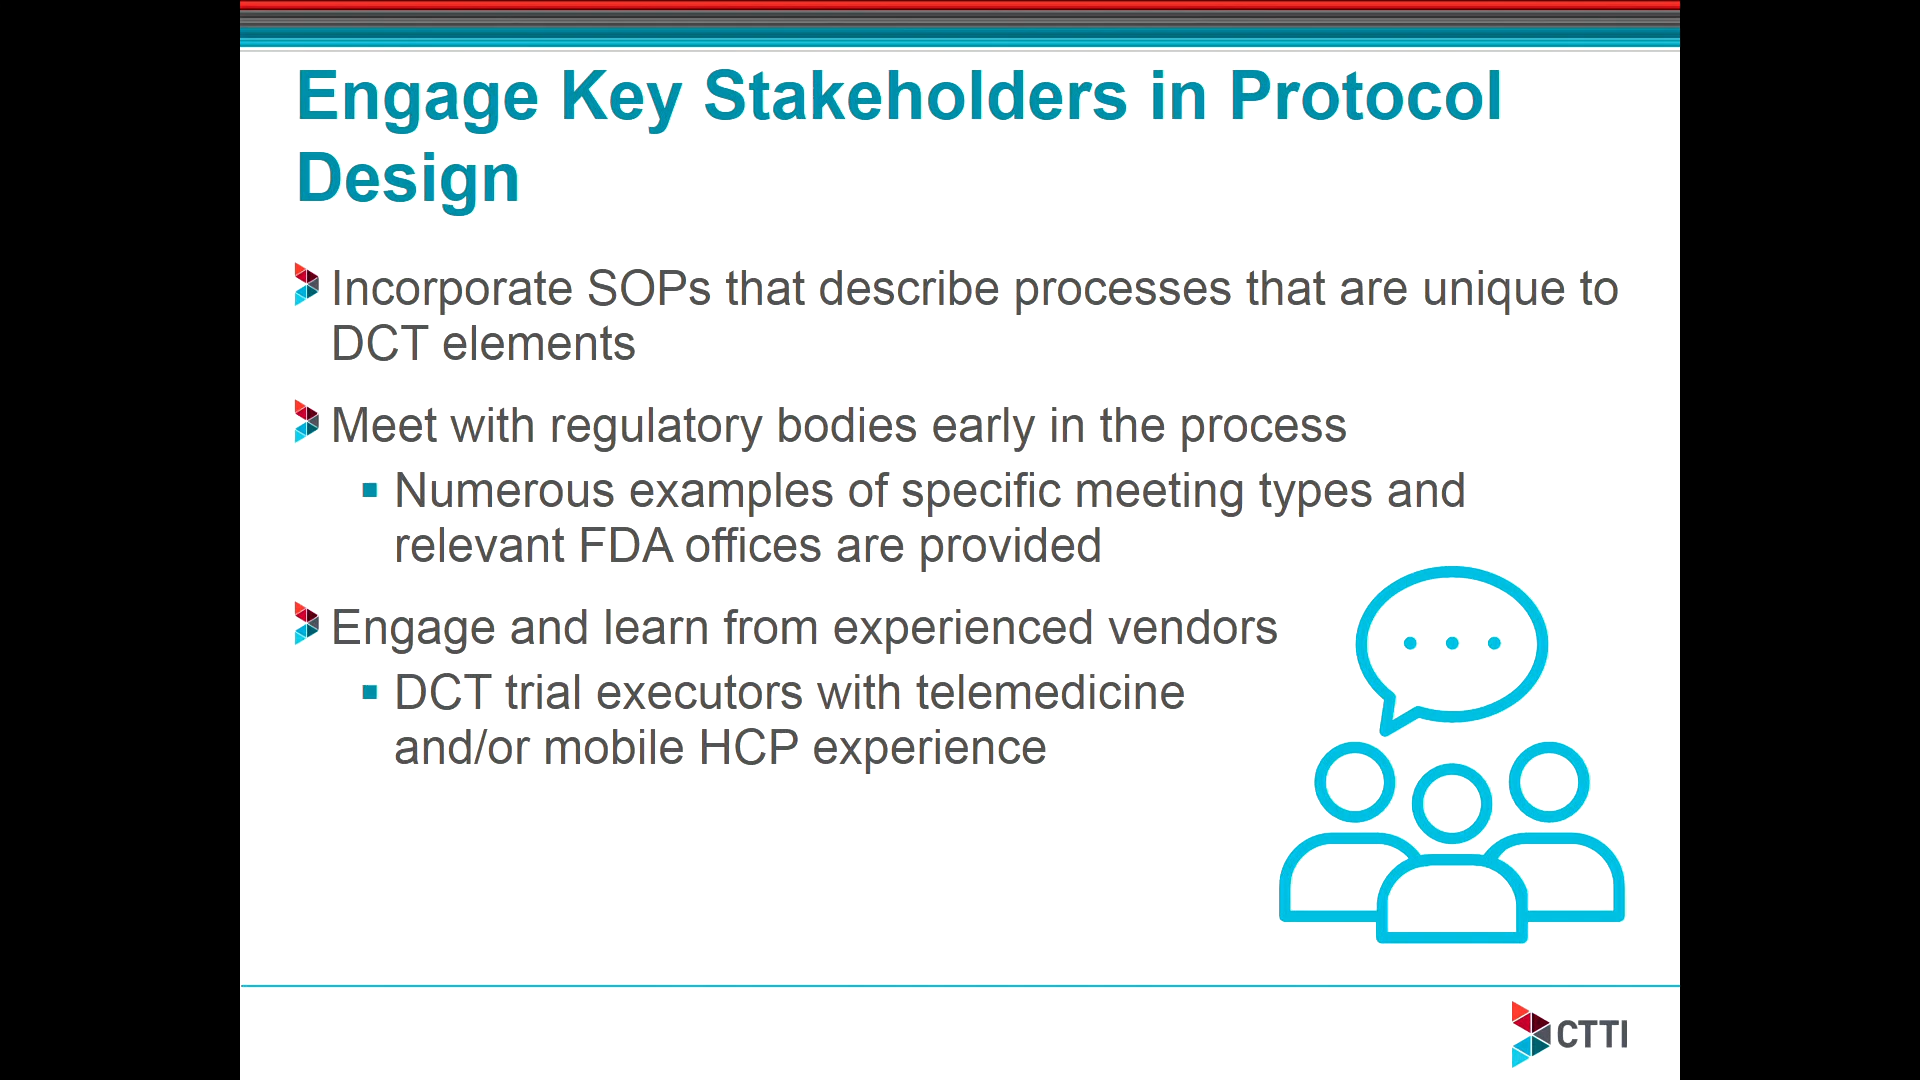 Engage Key Stakeholders in Protocol
Design
Incorporate SOPs that describe processes that are unique to
DCT elements
Meet with regulatory bodies early in the process
Numerous examples of specific meeting types and
relevant FDA offices are provided
Engage and learn from experienced vendors
DCT trial executors with telemedicine
and/or mobile HCP experience
CTTI